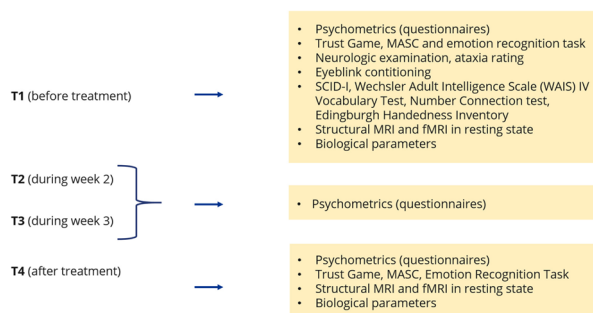 • Psychometrics (questionnaires)
• Trust Game, MASC and emotion recognition task
• Neurologic examination, ataxia rating
• Eyeblink contitioning
T1 (before treatment)
• SCID-I, Wechsler Adult Intelligence Scale (WAIS) IV
Vocabulary Test, Number Connection test,
Edingburgh Handedness Inventory
• Structural MRI and fMRI in resting state
• Biological parameters
T2 (during week 2)
T3 (during week 3)
• Psychometrics (questionnaires)
T4 (after treatment)
• Psychometrics (questionnaires)
• Trust Game, MASC, Emotion Recognition Task
• Structural MRI and fMRI in resting state
• Biological parameters